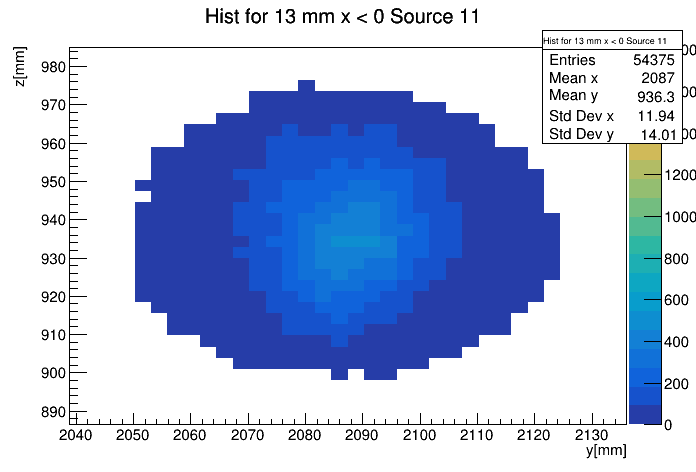 Hist for 13 mm x < 0 Source 11
Hist for 13 mm x < 0 Source 11
Entries 54375
Mean x 2087
Mean y 936.3
Std Dev x 11.94
Std Dev y 14.01
z[mm]
980
970
960
950
940
930
920
910
900
890
2040 2050 2060 2070 2080 2090 2100 2110 2120 2130
y[mm]
1200
1000
800
600
400
200
0